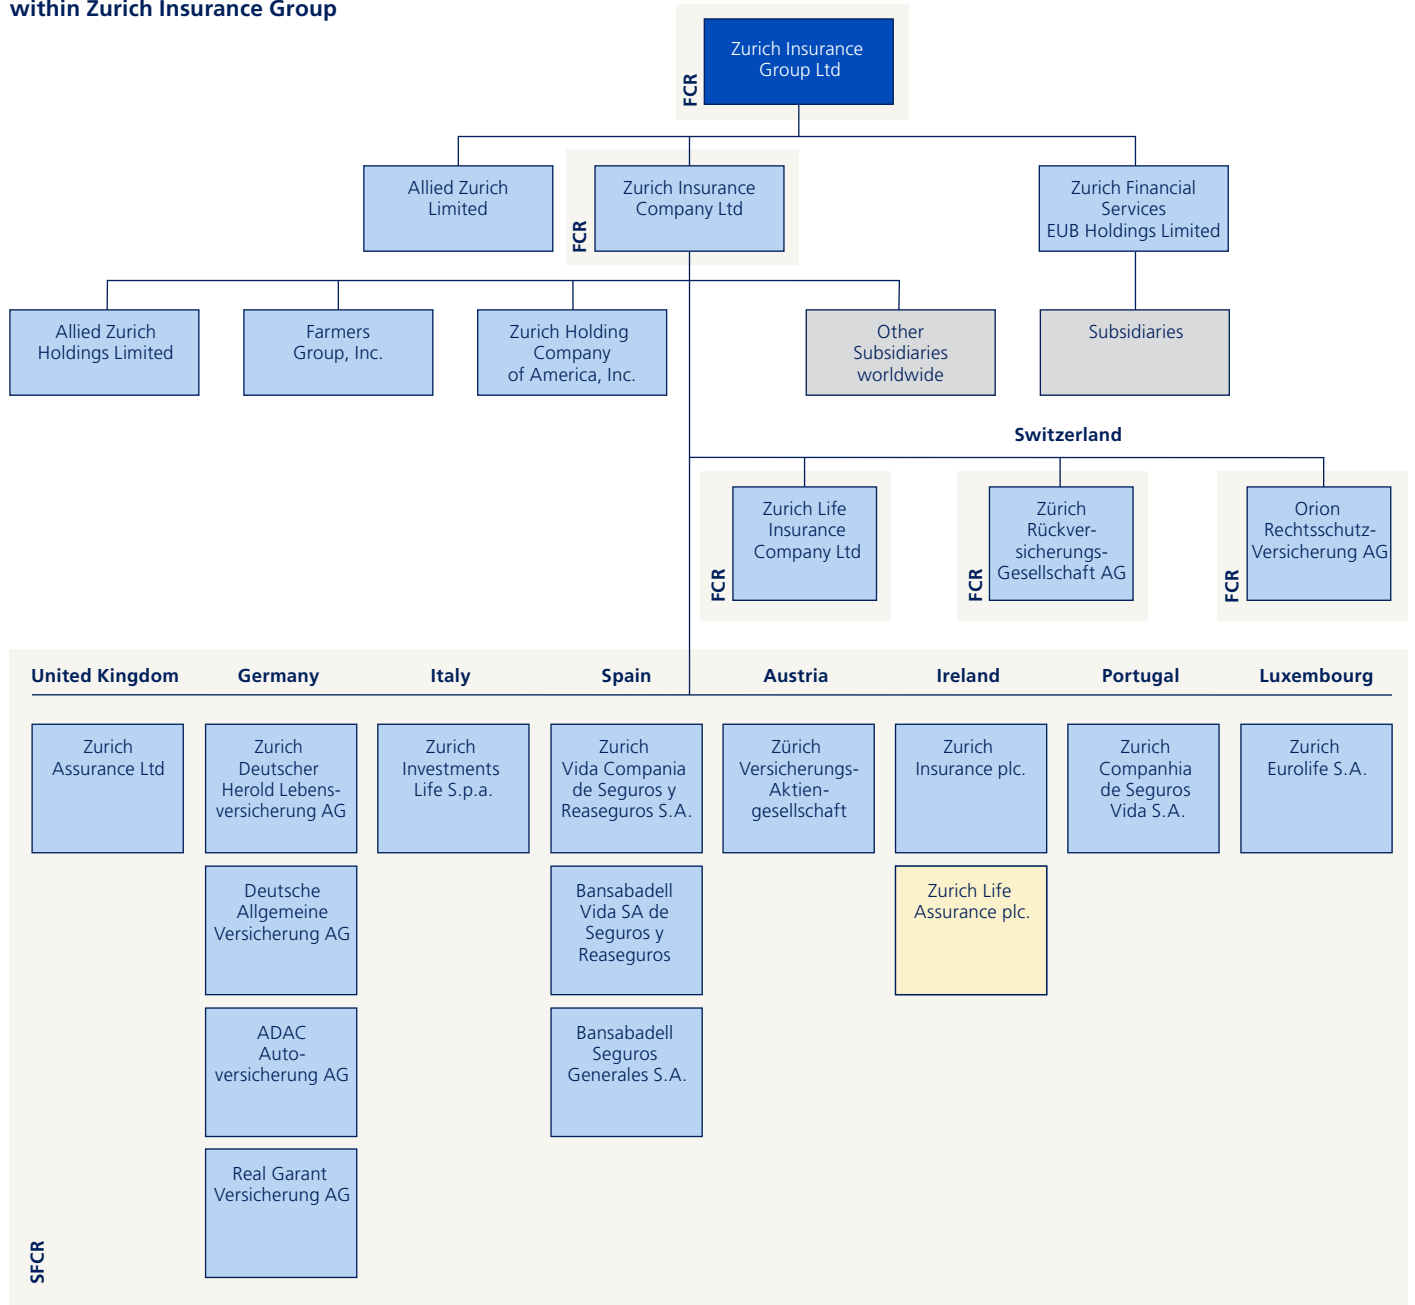 within Zurich Insurance Group
Zurich Insurance
Group Ltd
FCR
Allied Zurich
Limited
Zurich Insurance
Company Ltd
FCR
Zurich Financial
Services
EUB Holdings Limited
Allied Zurich
Holdings Limited
Farmers
Group, Inc.
Zurich Holding
Company
of America, Inc.
Other
Subsidiaries
worldwide
Subsidiaries
Switzerland
Zurich Life
Insurance
Company Ltd
FCR
Zürich
Rückver-
sicherungs-
Gesellschaft AG
FCR
Orion
Rechtsschutz-
Versicherung AG
FCR
United Kingdom
Germany
Italy
Spain
Austria
Ireland
Portugal
Luxembourg
Zurich
Assurance Ltd
Zurich
Deutscher
Herold Lebens-
versicherung AG
Zurich
Investments
Life S.p.a.
Zurich
Vida Compania
de Seguros y
Reaseguros S.A.
Zürich
Versicherungs-
Aktien-
gesellschaft
Zurich
Insurance plc.
Zurich
Companhia
de Seguros
Vida S.A.
Zurich
Eurolife S.A.
Deutsche
Allgemeine
Versicherung AG
Bansabadell
Vida SA de
Seguros y
Reaseguros
Zurich Life
Assurance plc.
ADAC
Auto-
versicherung AG
Bansabadell
Seguros
Generales S.A.
Real Garant
Versicherung AG
SFCR